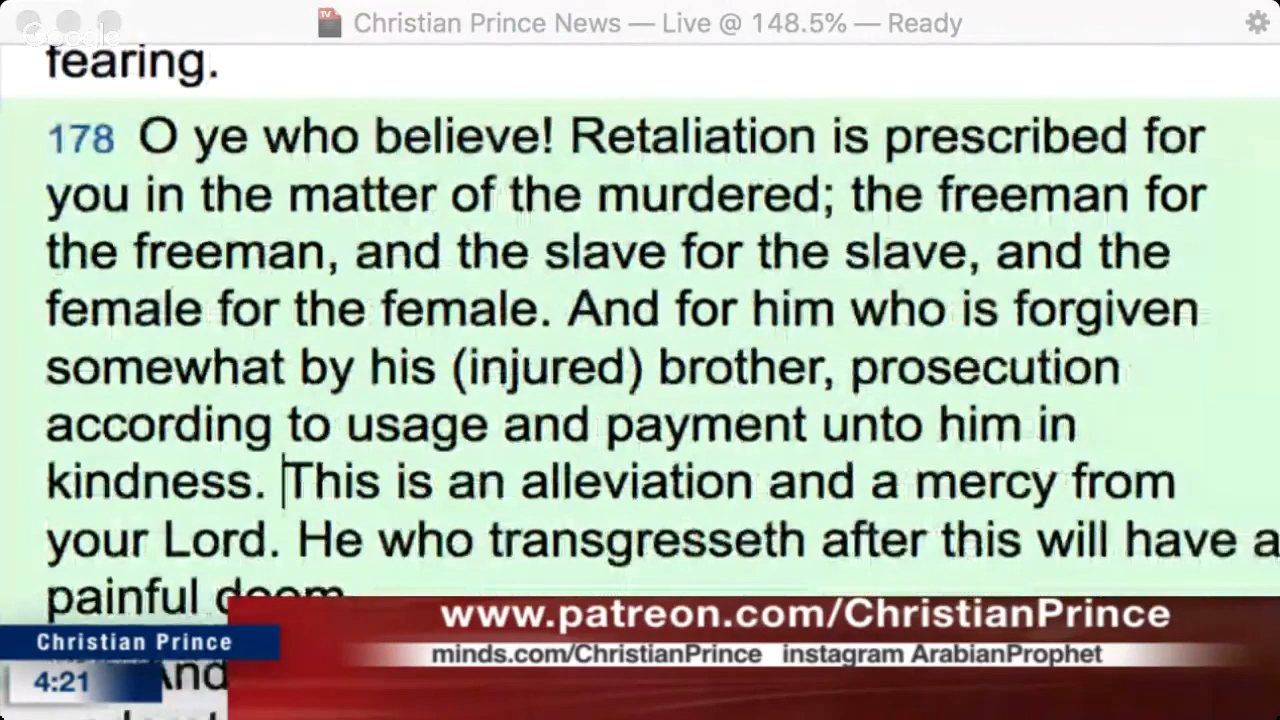 Christian Prince News — Live @ 148.5% — Ready
Google
fearing.
178 O ye who believe! Retaliation is prescribed for
you in the matter of the murdered; the freeman for
the freeman, and the slave for the slave, and the
female for the female. And for him who is forgiven
somewhat by his (injured) brother, prosecution
according to usage and payment unto him in
kindness. This is an alleviation and a mercy from
your Lord. He who transgresseth after this will have a
painful doom.
www.patreon.com/ChristianPrince
Christian Prince
minds.com/ChristianPrince instagram ArabianProphet
4:21
And